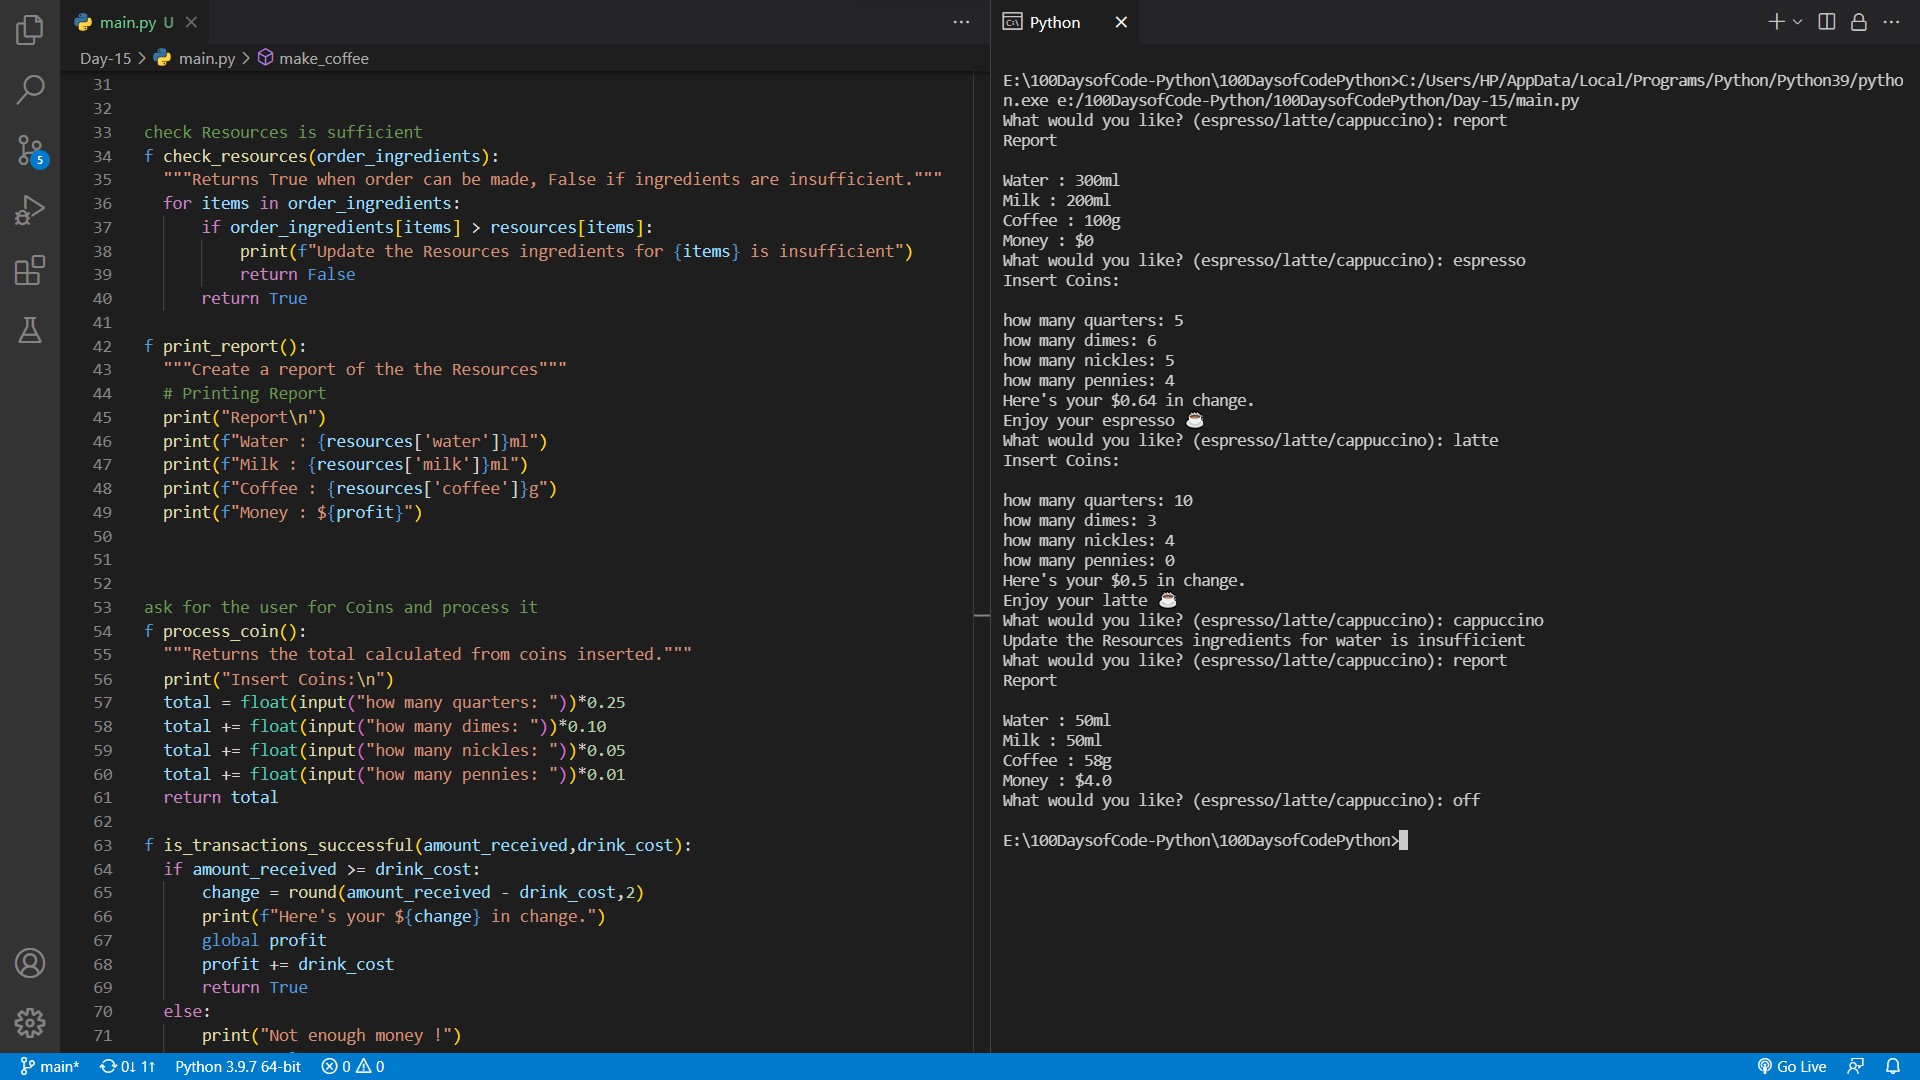 main.py U
Day-15 > main.py > make_coffee
31
32
33 check Resources is sufficient
34 f check_resources(order_ingredients):
35 """Returns True when order can be made, False if ingredients are insufficient."""
36 for items in order_ingredients:
37 if order_ingredients[items] > resources[items]:
38 print(f"Update the Resources ingredients for {items} is insufficient")
39 return False
40 return True
41
42 f print_report():
43 """Create a report of the the Resources"""
44 # Printing Report
45 print("Report\n")
46 print(f"Water : {resources['water']}ml")
47 print(f"Milk : {resources['milk']}ml")
48 print(f"Coffee : {resources['coffee']}g")
49 print(f"Money : ${profit}")
50
51
52
53 ask for the user for Coins and process it
54 f process_coin():
55 """Returns the total calculated from coins inserted."""
56 print("Insert Coins:\n")
57 total = float(input("how many quarters: "))*0.25
58 total += float(input("how many dimes: "))*0.10
59 total += float(input("how many nickles: "))*0.05
60 total += float(input("how many pennies: "))*0.01
61 return total
62
63 f is_transactions_successful(amount_received,drink_cost):
64 if amount_received >= drink_cost:
65 change = round(amount_received - drink_cost,2)
66 print(f"Here's your ${change} in change.")
67 global profit
68 profit += drink_cost
69 return True
70 else:
71 print("Not enough money !")
Python
E:\100DaysofCode-Python\100DaysofCodePython>C:/Users/HP/AppData/Local/Programs/Python/Python39/pytho
n.exe e:/100DaysofCode-Python/100DaysofCodePython/Day-15/main.py
What would you like? (espresso/latte/cappuccino): report
Report
Water : 300ml
Milk : 200ml
Coffee : 100g
Money : $0
What would you like? (espresso/latte/cappuccino): espresso
Insert Coins:
how many quarters: 5
how many dimes: 6
how many nickles: 5
how many pennies: 4
Here's your $0.64 in change.
Enjoy your espresso ☕
What would you like? (espresso/latte/cappuccino): latte
Insert Coins:
how many quarters: 10
how many dimes: 3
how many nickles: 4
how many pennies: 0
Here's your $0.5 in change.
Enjoy your latte ☕
What would you like? (espresso/latte/cappuccino): cappuccino
Update the Resources ingredients for water is insufficient
What would you like? (espresso/latte/cappuccino): report
Report
Water : 50ml
Milk : 50ml
Coffee : 58g
Money : $4.0
What would you like? (espresso/latte/cappuccino): off
E:\100DaysofCode-Python\100DaysofCodePython>
5
main* 0↓ 1↑ Python 3.9.7 64-bit 0 0 Go Live